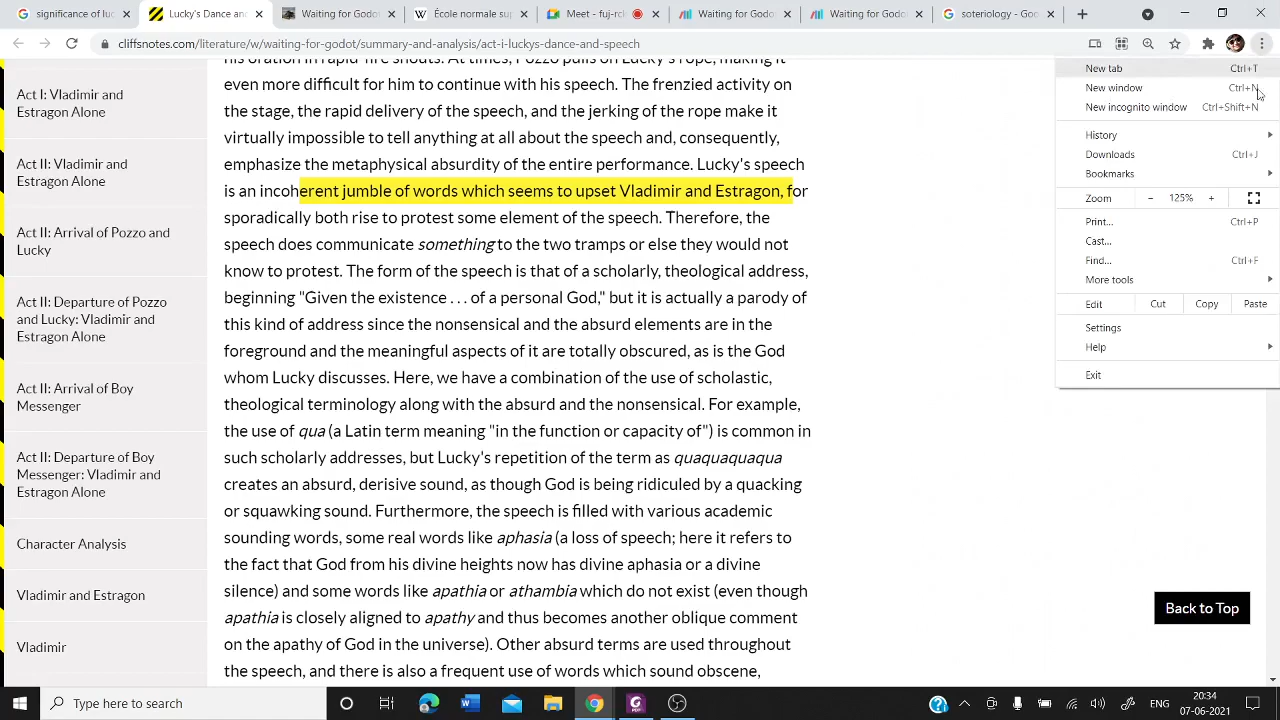 significance of luc
Lucky's Dance and
Waiting for Godot
École normale sup
Meet - fuj-rc
Waiting for Godot
Waiting for Godot
soteriology - Goo
cliffsnotes.com/literature/w/waiting-for-godot/summary-and-analysis/act-i-luckys-dance-and-speech
Act I: Vladimir and
Estragon Alone
Act II: Vladimir and
Estragon Alone
Act II: Arrival of Pozzo and
Lucky
Act II: Departure of Pozzo
and Lucky: Vladimir and
Estragon Alone
Act II: Arrival of Boy
Messenger
Act II: Departure of Boy
Messenger: Vladimir and
Estragon Alone
Character Analysis
Vladimir and Estragon
Vladimir
his oration in rapid-fire shouts. At times, Pozzo pulls on Lucky's rope, making it
even more difficult for him to continue with his speech. The frenzied activity on
the stage, the rapid delivery of the speech, and the jerking of the rope make it
virtually impossible to tell anything at all about the speech and, consequently,
emphasize the metaphysical absurdity of the entire performance. Lucky's speech
is an incoherent jumble of words which seems to upset Vladimir and Estragon, for
sporadically both rise to protest some element of the speech. Therefore, the
speech does communicate something to the two tramps or else they would not
know to protest. The form of the speech is that of a scholarly, theological address,
beginning "Given the existence . . . of a personal God," but it is actually a parody of
this kind of address since the nonsensical and the absurd elements are in the
foreground and the meaningful aspects of it are totally obscured, as is the God
whom Lucky discusses. Here, we have a combination of the use of scholastic,
theological terminology along with the absurd and the nonsensical. For example,
the use of qua (a Latin term meaning "in the function or capacity of") is common in
such scholarly addresses, but Lucky's repetition of the term as quaquaquaqua
creates an absurd, derisive sound, as though God is being ridiculed by a quacking
or squawking sound. Furthermore, the speech is filled with various academic
sounding words, some real words like aphasia (a loss of speech; here it refers to
the fact that God from his divine heights now has divine aphasia or a divine
silence) and some words like apathia or athambia which do not exist (even though
apathia is closely aligned to apathy and thus becomes another oblique comment
on the apathy of God in the universe). Other absurd terms are used throughout
the speech, and there is also a frequent use of words which sound obscene,
New tab Ctrl+T
New window Ctrl+N
New incognito window Ctrl+Shift+N
History
Downloads Ctrl+J
Bookmarks
Zoom - 125% +
Print... Ctrl+P
Cast...
Find... Ctrl+F
More tools
Edit Cut Copy Paste
Settings
Help
Exit
Back to Top
Type here to search
ENG
20:34
07-06-2021